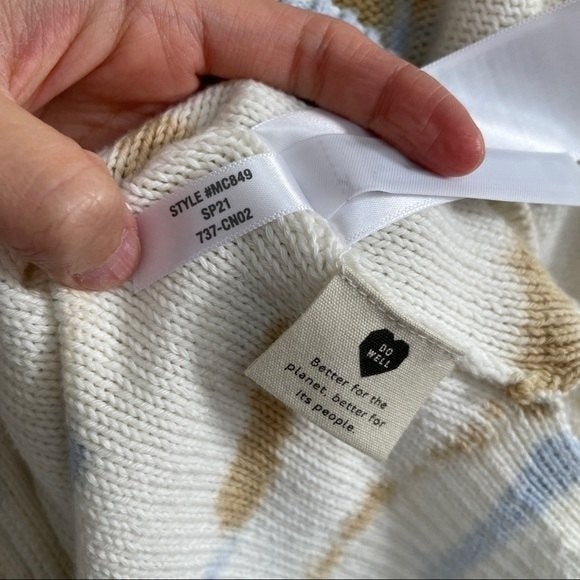 STYLE #MC849
SP21
737-CN02
DO
WELL
Better for the
planet, better for
its people.